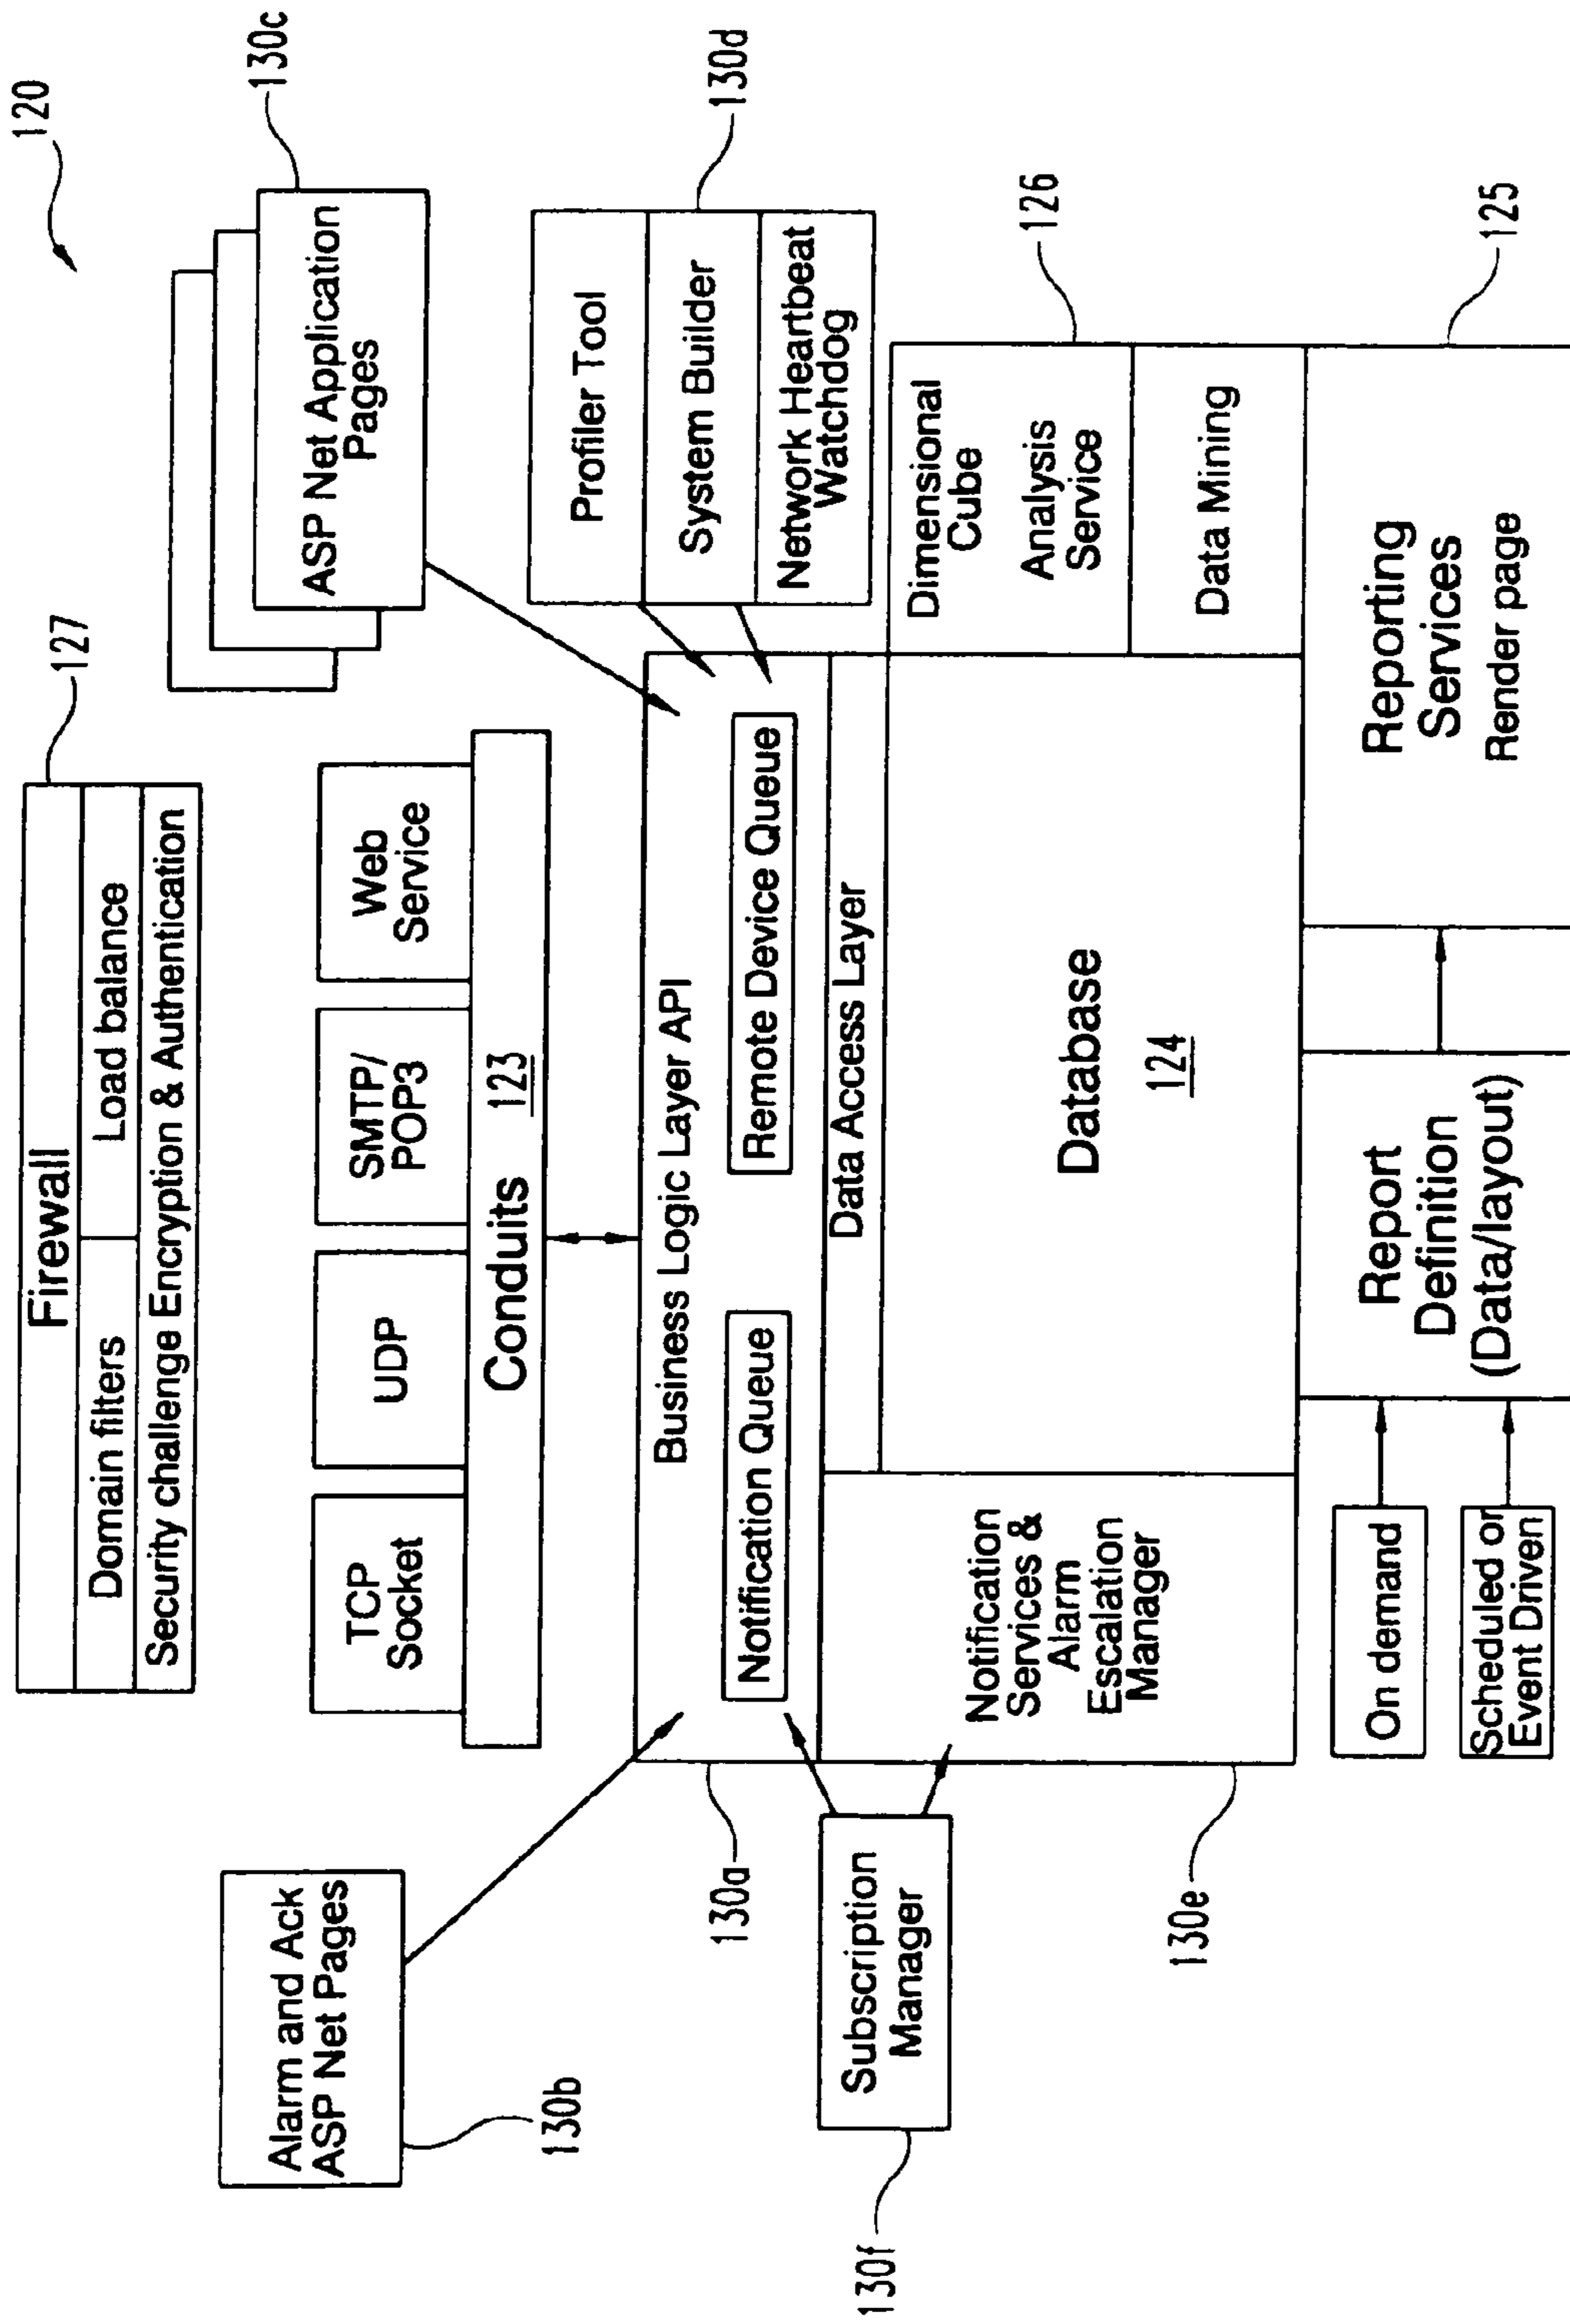 120
Firewall
127
Domain filters
Load balance
Security challenge Encryption & Authentication
ASP Net Application
Pages
130c
Alarm and Ack
ASP Net Pages
130b
TCP
Socket
UDP
SMTP/
POP3
Web
Service
Conduits
123
Profiler Tool
System Builder
Network Heartbeat
Watchdog
130d
Business Logic Layer API
Notification Queue
Remote Device Queue
130a
Data Access Layer
Subscription
Manager
130f
Notification
Services &
Alarm
Escalation
Manager
130e
Database
124
Dimensional
Cube
Analysis
Service
126
Data Mining
On demand
Scheduled or
Event Driven
Report
Definition
(Data/layout)
Reporting
Services
Render page
125